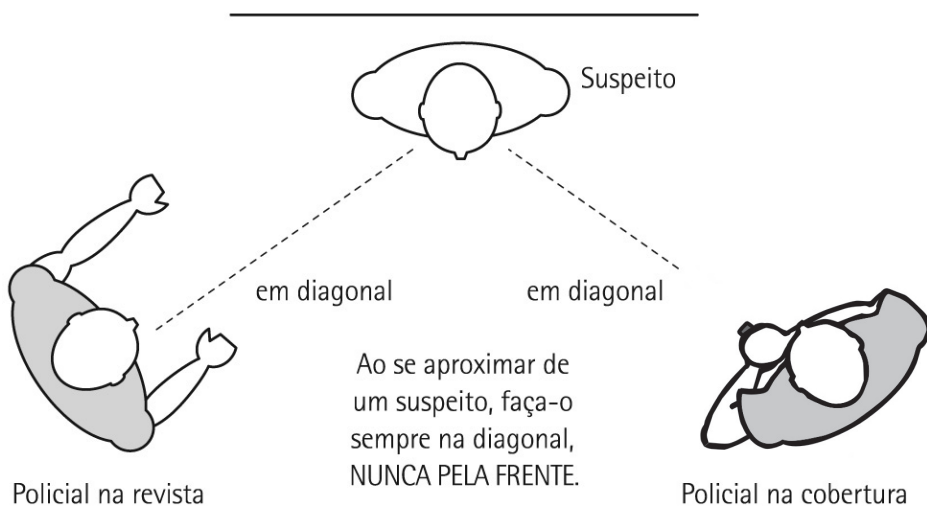 Suspeito
em diagonal
em diagonal
Ao se aproximar de
um suspeito, faça-o
sempre na diagonal,
NUNCA PELA FRENTE.
Policial na revista
Policial na cobertura